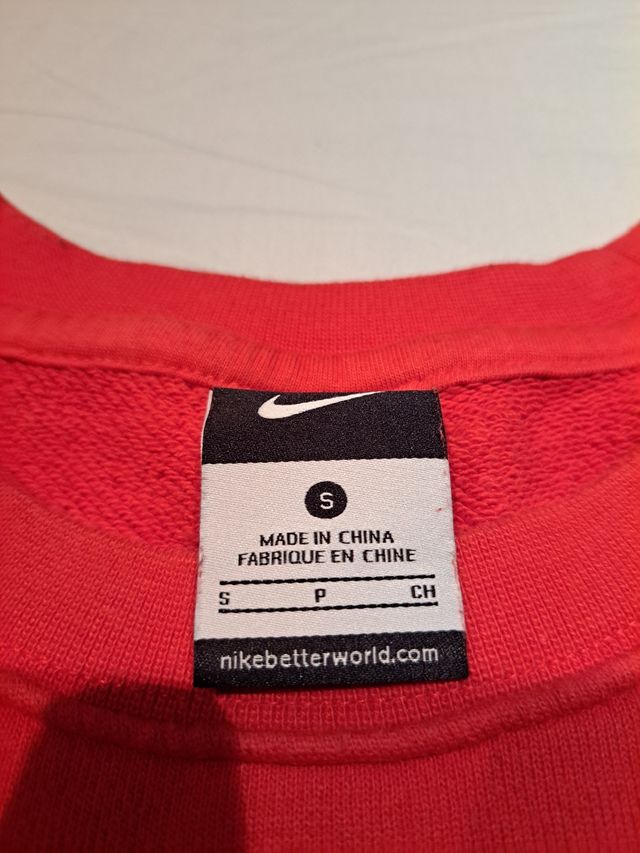 S
MADE IN CHINA
FABRIQUE EN CHINE
S P CH
nikebetterworld.com